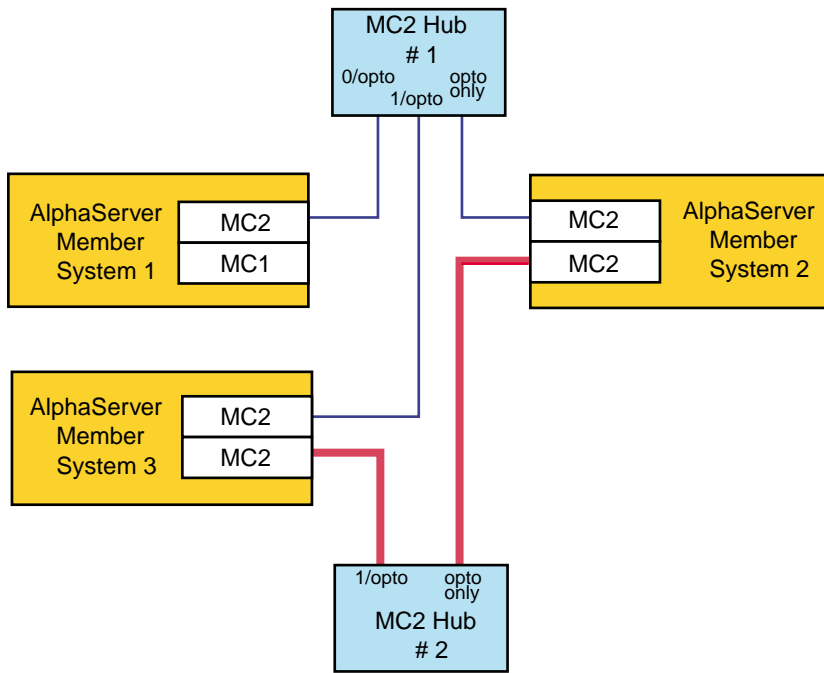 MC2 Hub
# 1
0/opto
1/opto
opto
only
AlphaServer
Member
System 1
MC2
MC1
MC2
MC2
AlphaServer
Member
System 2
AlphaServer
Member
System 3
MC2
MC2
1/opto
opto
only
MC2 Hub
# 2